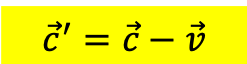 c⃗′ = c⃗ − v⃗